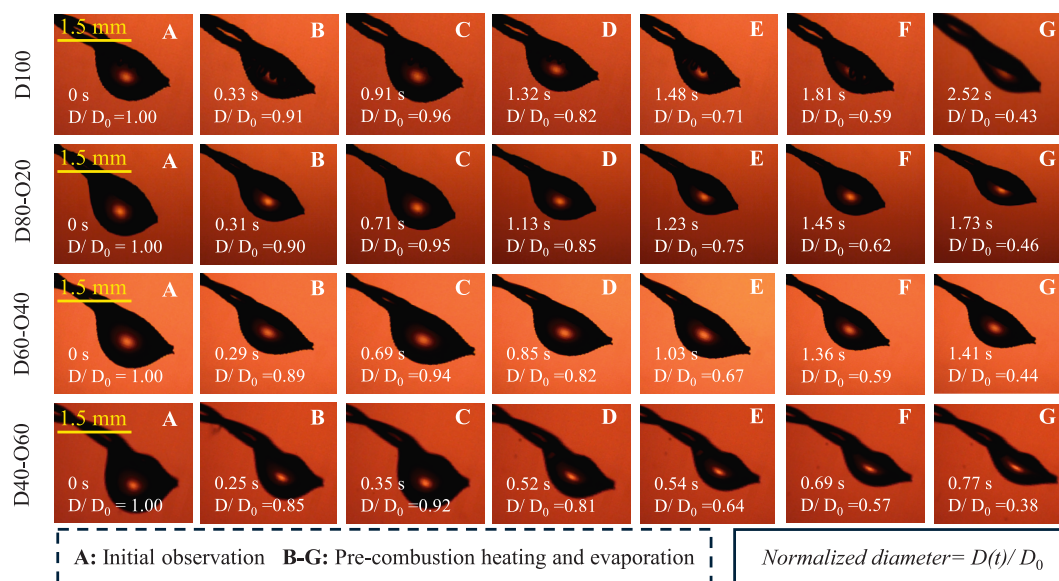 D100
1.5 mm
A
0 s
D/ D0 =1.00
B
0.33 s
D/ D0 =0.91
C
0.91 s
D/ D0 =0.96
D
1.32 s
D/ D0 =0.82
E
1.48 s
D/ D0 =0.71
F
1.81 s
D/ D0 =0.59
G
2.52 s
D/ D0 =0.43
D80-O20
1.5 mm
A
0 s
D/ D0 = 1.00
B
0.31 s
D/ D0 =0.90
C
0.71 s
D/ D0 =0.95
D
1.13 s
D/ D0 =0.85
E
1.23 s
D/ D0 =0.75
F
1.45 s
D/ D0 =0.62
G
1.73 s
D/ D0 =0.46
D60-O40
1.5 mm
A
0 s
D/ D0 = 1.00
B
0.29 s
D/ D0 =0.89
C
0.69 s
D/ D0 =0.94
D
0.85 s
D/ D0 =0.82
E
1.03 s
D/ D0 =0.67
F
1.36 s
D/ D0 =0.59
G
1.41 s
D/ D0 =0.44
D40-O60
1.5 mm
A
0 s
D/ D0 = 1.00
B
0.25 s
D/ D0 =0.85
C
0.35 s
D/ D0 =0.92
D
0.52 s
D/ D0 =0.81
E
0.54 s
D/ D0 =0.64
F
0.69 s
D/ D0 =0.57
G
0.77 s
D/ D0 =0.38
A: Initial observation B-G: Pre-combustion heating and evaporation
Normalized diameter= D(t)/ D0